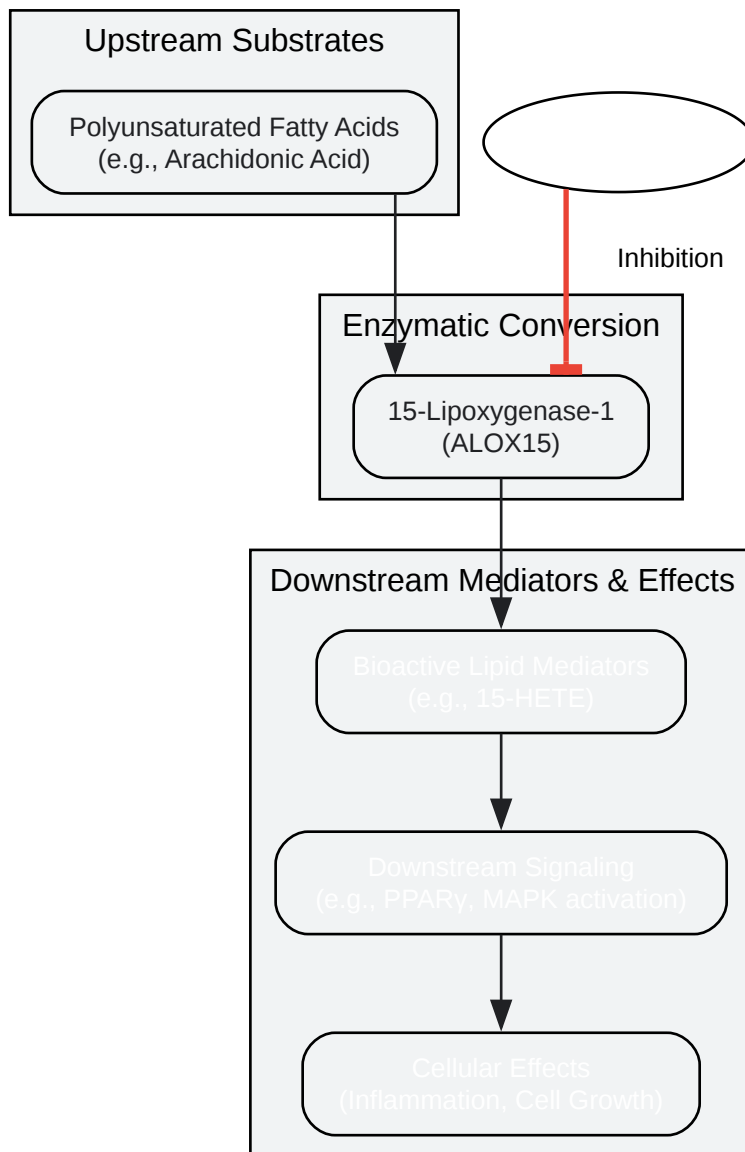 Upstream Substrates
Polyunsaturated Fatty Acids
(e.g., Arachidonic Acid)
Inhibition
Enzymatic Conversion
15-Lipoxygenase-1
(ALOX15)
Downstream Mediators & Effects
Bioactive Lipid Mediators
(e.g., 15-HETE)
Downstream Signaling
(e.g., PPARγ, MAPK activation)
Cellular Effects
(Inflammation, Cell Growth)